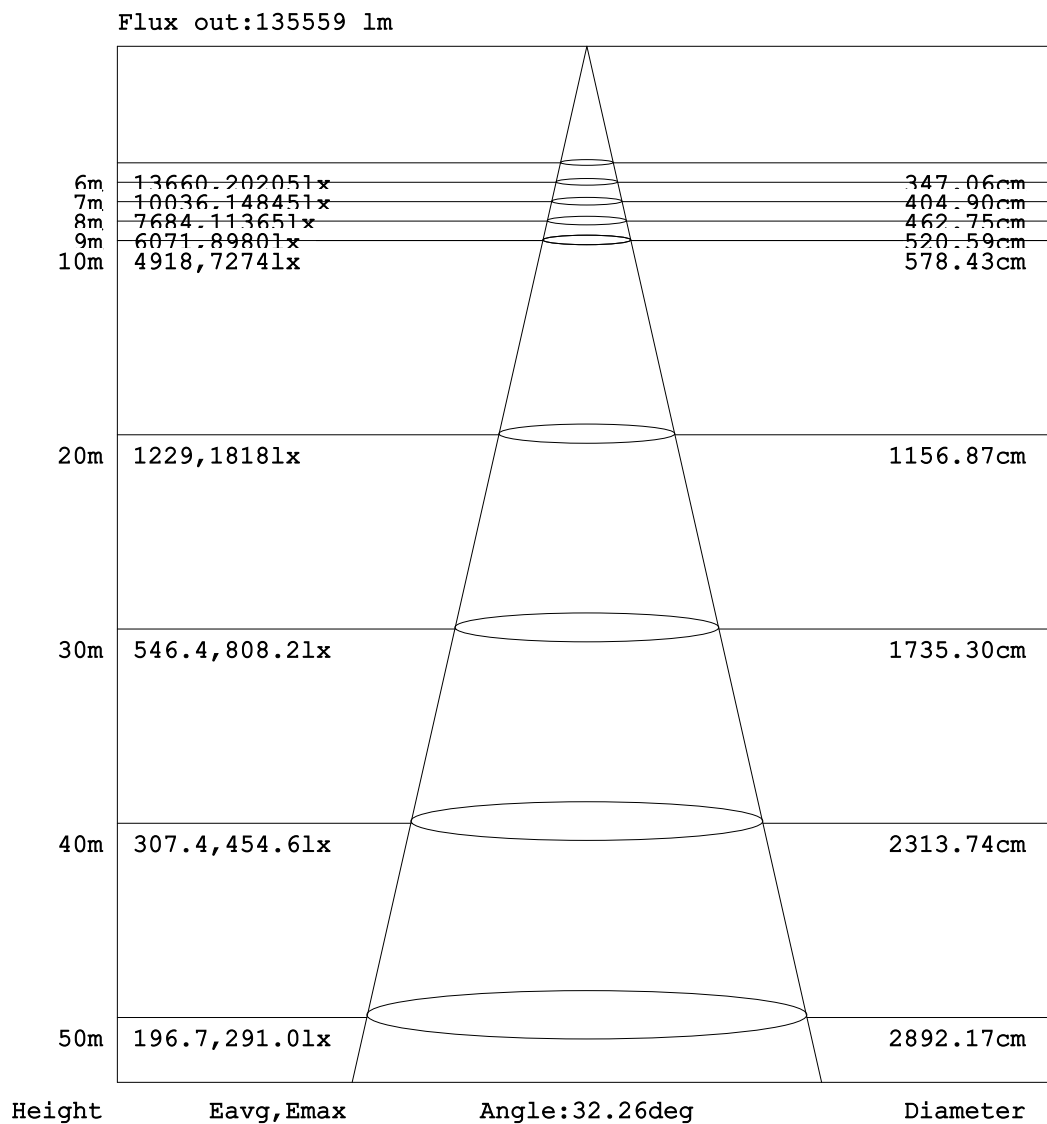 Flux out:135559 lm
6m 13660,20205lx 347.06cm
7m 10036,14845lx 404.90cm
8m 7684,11365lx 462.75cm
9m 6071,8980lx 520.59cm
10m 4918,7274lx 578.43cm
20m 1229,1818lx 1156.87cm
30m 546.4,808.2lx 1735.30cm
40m 307.4,454.6lx 2313.74cm
50m 196.7,291.0lx 2892.17cm
Height Eavg,Emax Angle:32.26deg Diameter